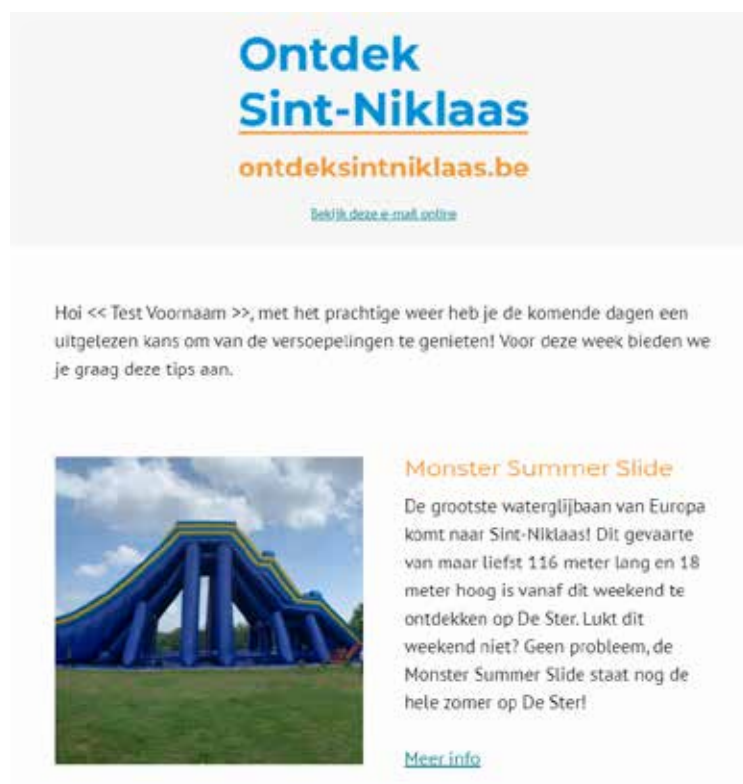 Ontdek
Sint-Niklaas
ontdeksintniklaas.be
Bekijk deze e-mail online
Hoi << Test Voornaam >>, met het prachtige weer heb je de komende dagen een
uitgelezen kans om van de versoepelingen te genieten! Voor deze week bieden we
je graag deze tips aan.
Monster Summer Slide
De grootste waterglijbaan van Europa
komt naar Sint-Niklaas! Dit gevaarte
van maar liefst 116 meter lang en 18
meter hoog is vanaf dit weekend te
ontdekken op De Ster. Lukt dit
weekend niet? Geen probleem, de
Monster Summer Slide staat nog de
hele zomer op De Ster!
Meer info